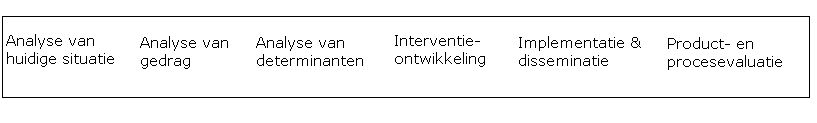 Analyse van
huidige situatie
Analyse van
gedrag
Analyse van
determinanten
Interventie-
ontwikkeling
Implementatie &
disseminatie
Product- en
procesevaluatie